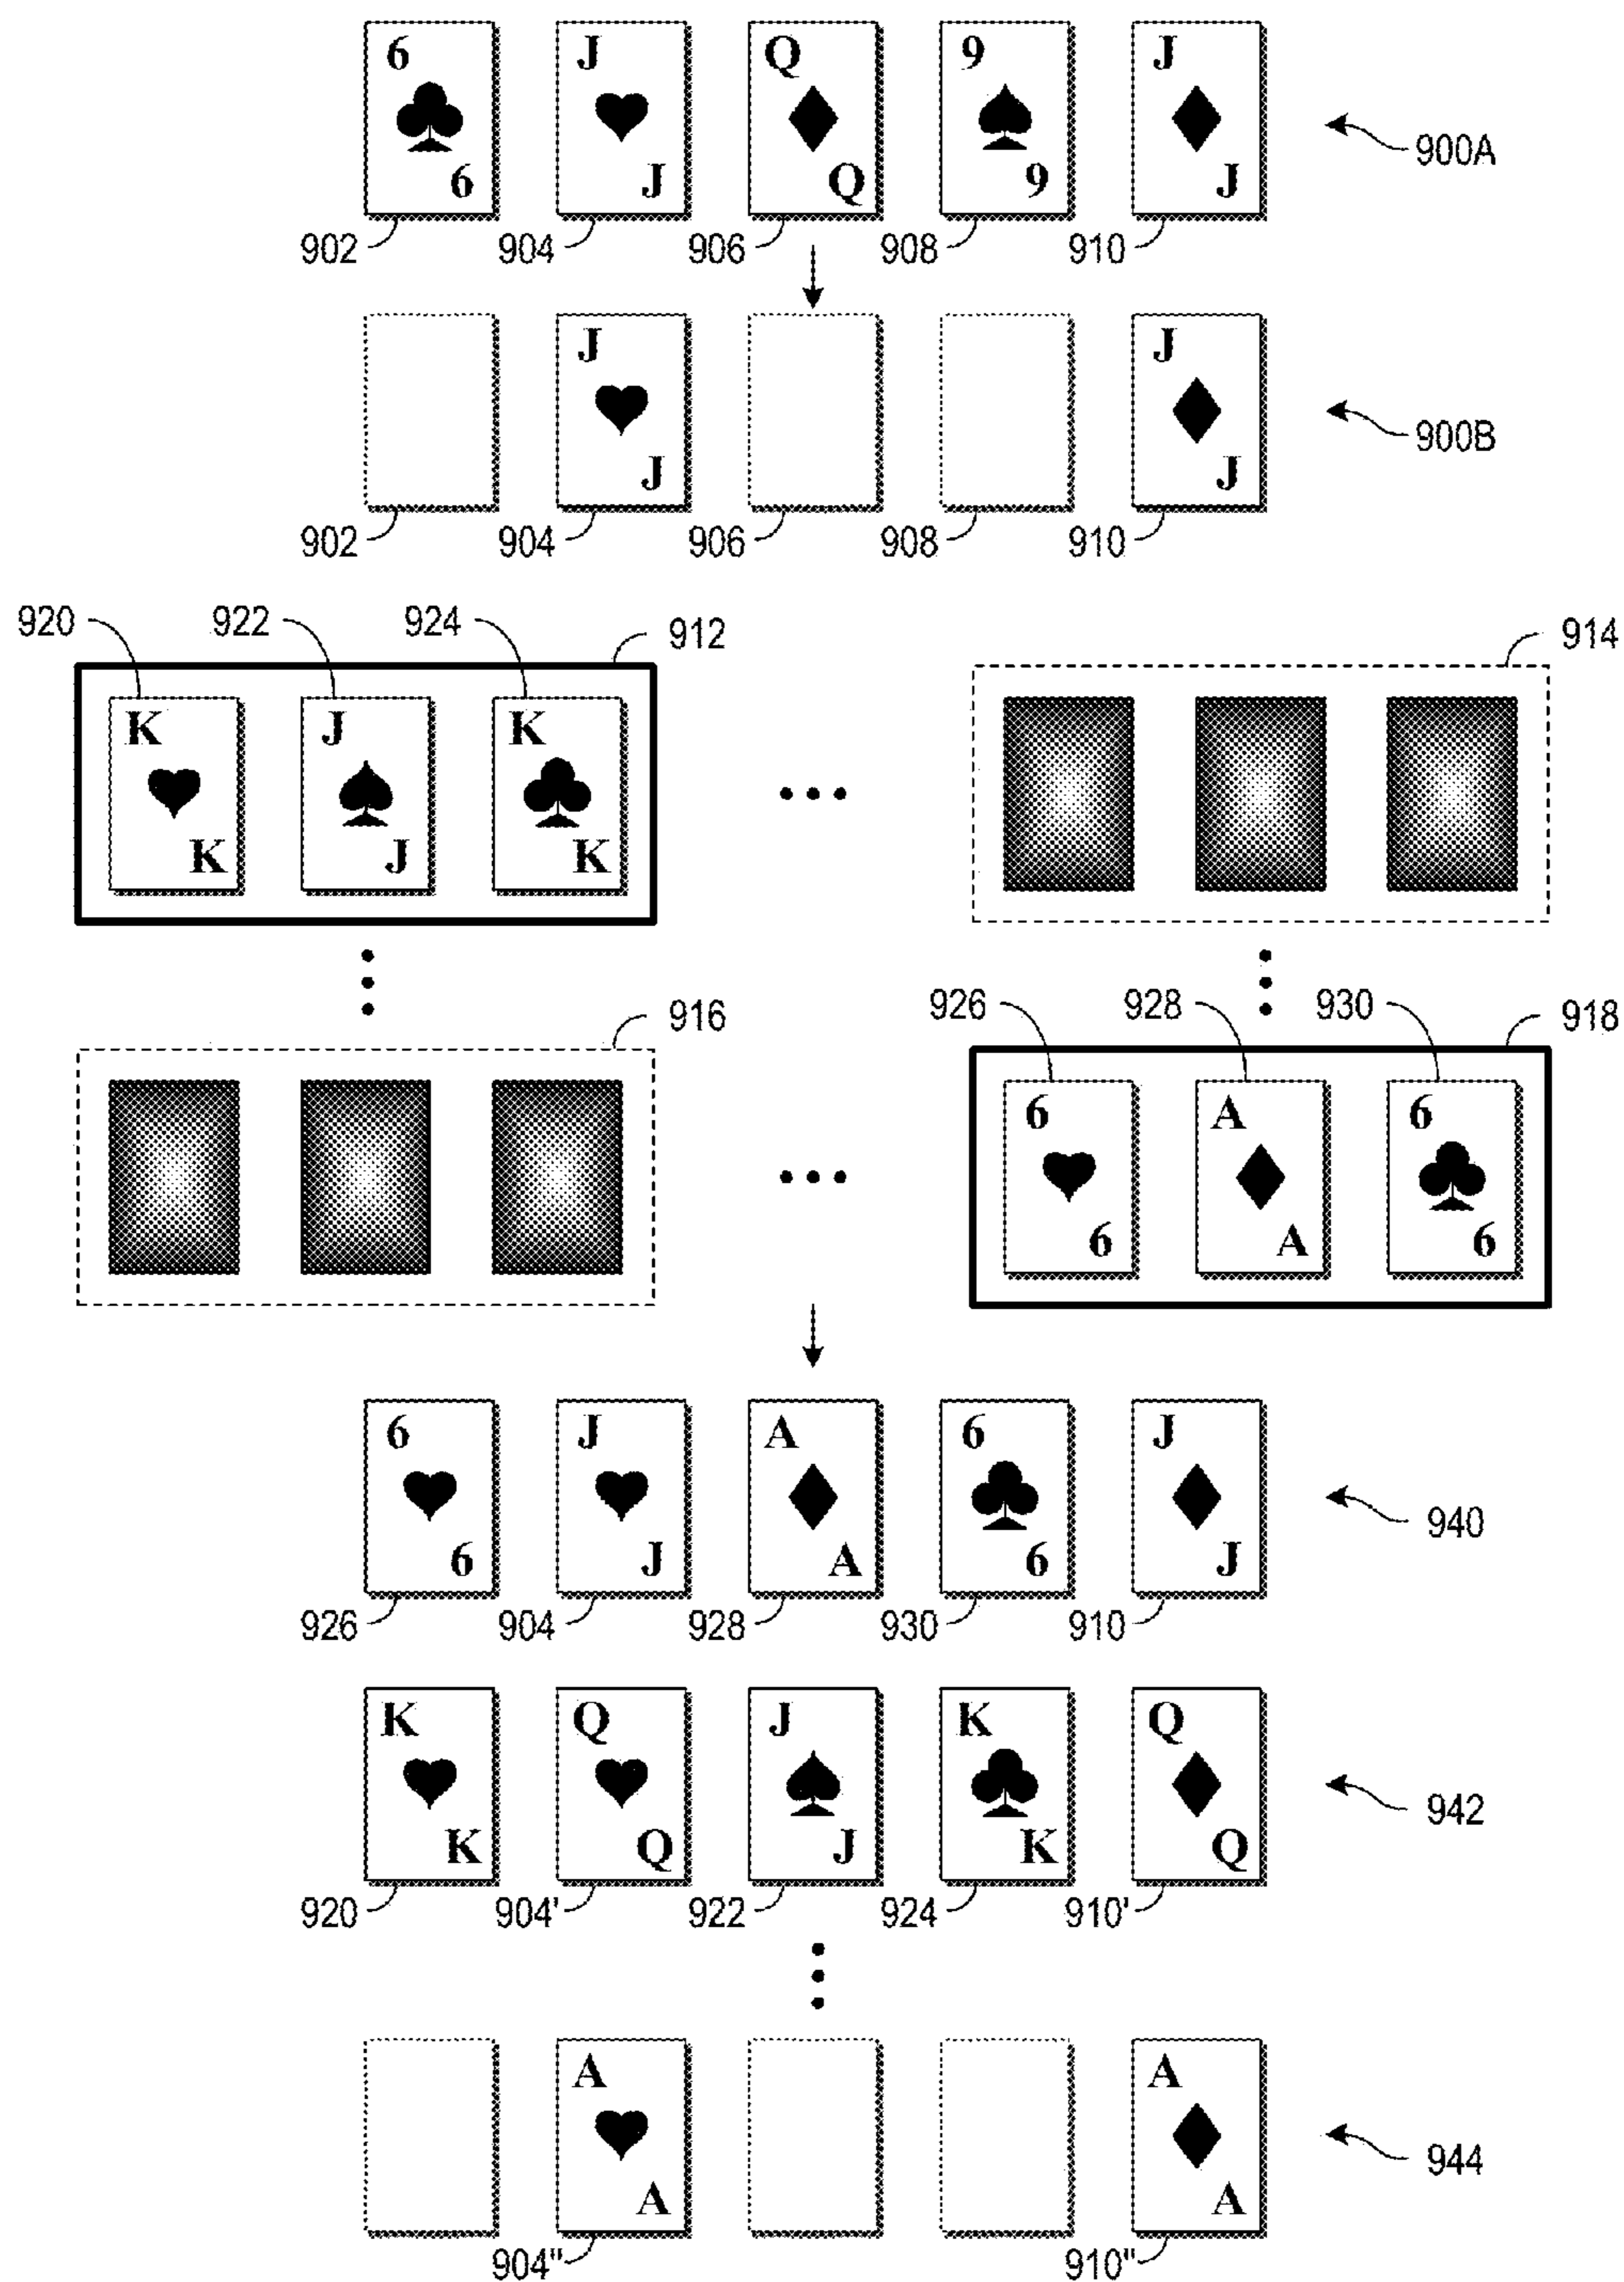 6 J Q 9 J
6 J Q 9 J
900A
902 904 906 908 910
J J
J J
900B
902 904 906 908 910
920 922 924 912 914
K J K
K J K
926 928 930 918
916
6 A 6
6 A 6
6 J A 6 J
6 J A 6 J
940
926 904 928 930 910
K Q J K Q
K Q J K Q
942
920 904' 922 924 910'
A A
A A
944
904" 910"